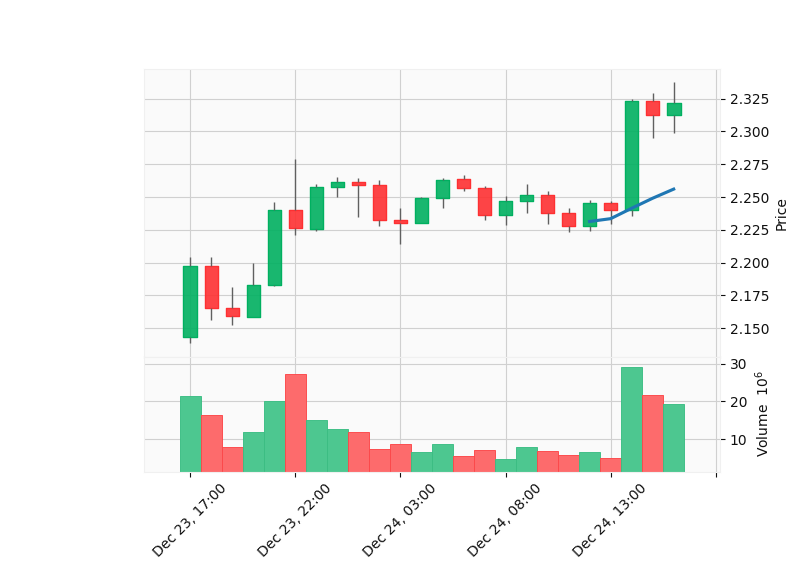 2.325
2.300
2.275
2.250
2.225
2.200
2.175
2.150
Price
30
20
10
Volume 10^6
Dec 23, 17:00
Dec 23, 22:00
Dec 24, 03:00
Dec 24, 08:00
Dec 24, 13:00